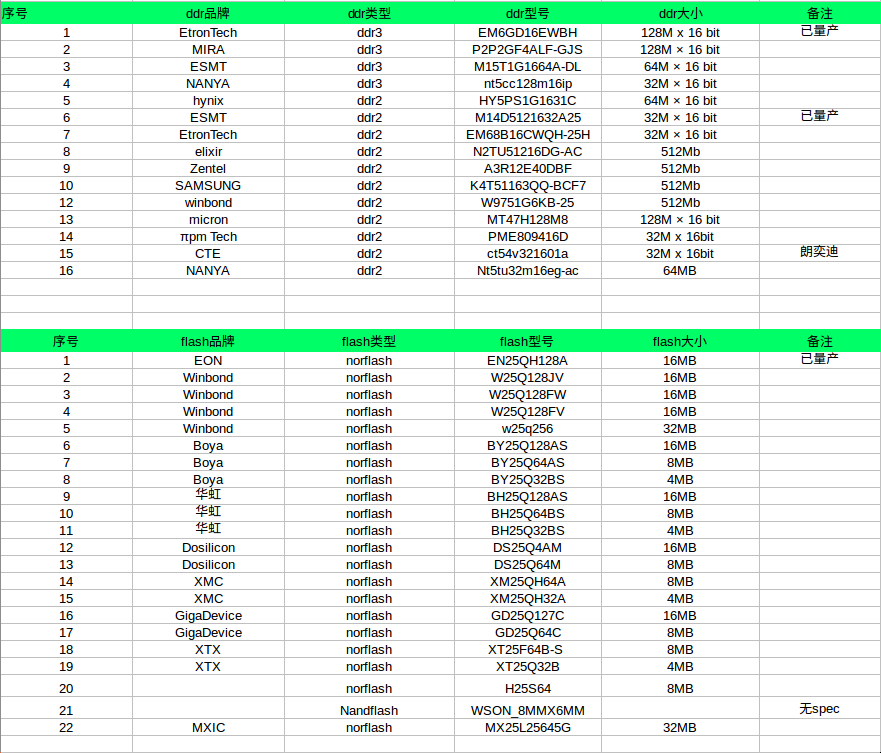 序号 ddr品牌 ddr类型 ddr型号 ddr大小 备注
1 EtronTech ddr3 EM6GD16EWBH 128M x 16 bit 已量产
2 MIRA ddr3 P2P2GF4ALF-GJS 128M × 16 bit
3 ESMT ddr3 M15T1G1664A-DL 64M × 16 bit
4 NANYA ddr3 nt5cc128m16ip 32M × 16 bit
5 hynix ddr2 HY5PS1G1631C 64M × 16 bit
6 ESMT ddr2 M14D5121632A25 32M × 16 bit 已量产
7 EtronTech ddr2 EM68B16CWQH-25H 32M × 16 bit
8 elixir ddr2 N2TU51216DG-AC 512Mb
9 Zentel ddr2 A3R12E40DBF 512Mb
10 SAMSUNG ddr2 K4T51163QQ-BCF7 512Mb
12 winbond ddr2 W9751G6KB-25 512Mb
13 micron ddr2 MT47H128M8 128M × 16 bit
14 πpm Tech ddr2 PME809416D 32M x 16bit
15 CTE ddr2 ct54v321601a 32M x 16bit 朗奕迪
16 NANYA ddr2 Nt5tu32m16eg-ac 64MB
序号 flash品牌 flash类型 flash型号 flash大小 备注
1 EON norflash EN25QH128A 16MB 已量产
2 Winbond norflash W25Q128JV 16MB
3 Winbond norflash W25Q128FW 16MB
4 Winbond norflash W25Q128FV 16MB
5 Winbond norflash w25q256 32MB
6 Boya norflash BY25Q128AS 16MB
7 Boya norflash BY25Q64AS 8MB
8 Boya norflash BY25Q32BS 4MB
9 华虹 norflash BH25Q128AS 16MB
10 华虹 norflash BH25Q64BS 8MB
11 华虹 norflash BH25Q32BS 4MB
12 Dosilicon norflash DS25Q4AM 16MB
13 Dosilicon norflash DS25Q64M 8MB
14 XMC norflash XM25QH64A 8MB
15 XMC norflash XM25QH32A 4MB
16 GigaDevice norflash GD25Q127C 16MB
17 GigaDevice norflash GD25Q64C 8MB
18 XTX norflash XT25F64B-S 8MB
19 XTX norflash XT25Q32B 4MB
20 norflash H25S64 8MB
21 Nandflash WSON_8MMX6MM 无spec
22 MXIC norflash MX25L25645G 32MB